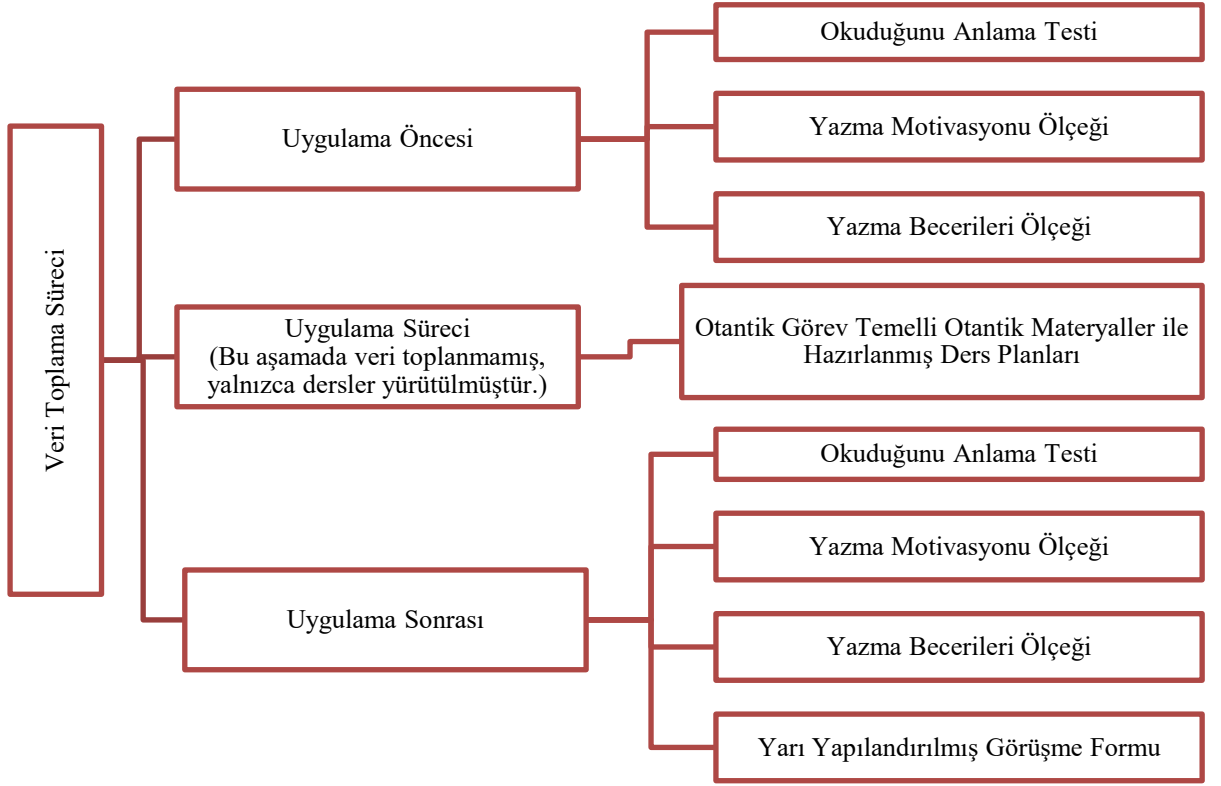 Veri Toplama Süreci
Uygulama Öncesi
Okuduğunu Anlama Testi
Yazma Motivasyonu Ölçeği
Yazma Becerileri Ölçeği
Uygulama Süreci
(Bu aşamada veri toplanmamış,
yalnızca dersler yürütülmüştür.)
Otantik Görev Temelli Otantik Materyaller ile
Hazırlanmış Ders Planları
Uygulama Sonrası
Okuduğunu Anlama Testi
Yazma Motivasyonu Ölçeği
Yazma Becerileri Ölçeği
Yarı Yapılandırılmış Görüşme Formu